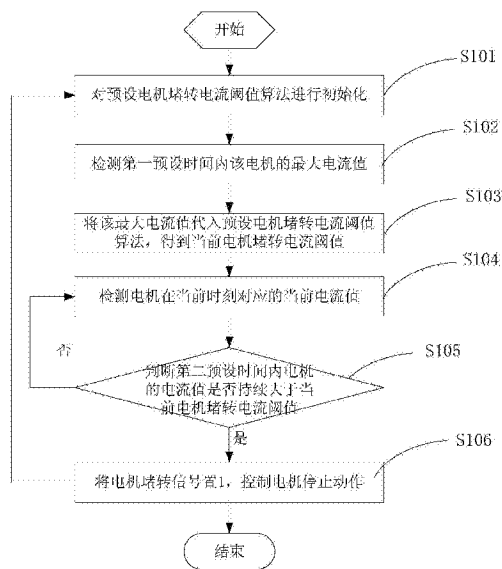 开始
S101
对预设电机堵转电流阈值算法进行初始化
S102
检测第一预设时间内该电机的最大电流值
S103
将该最大电流值代入预设电机堵转电流阈值
算法，得到当前电机堵转电流阈值
S104
检测电机在当前时刻对应的当前电流值
否
S105
判断第二预设时间内电机
的电流值是否持续大于当
前电机堵转电流阈值
是
S106
将电机堵转信号置1，控制电机停止动作
结束